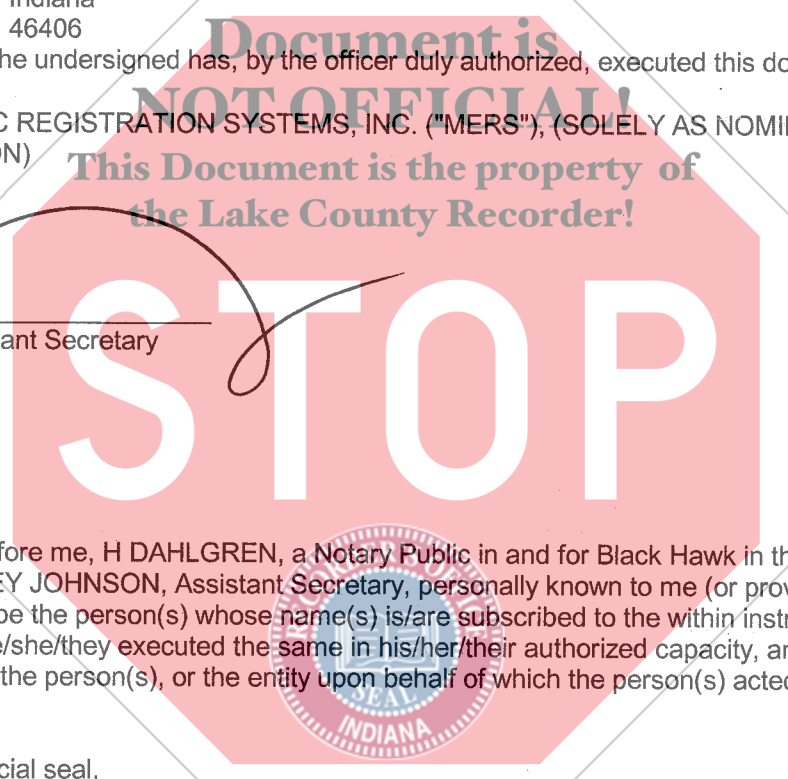 Indiana
46406
Document is
he undersigned has, by the officer duly authorized, executed this do
NOT OFFICIAL!
C REGISTRATION SYSTEMS, INC. ("MERS"), (SOLELY AS NOMI
ON)
This Document is the property of
the Lake County Recorder!
ant Secretary
STOP
fore me, H DAHLGREN, a Notary Public in and for Black Hawk in th
EY JOHNSON, Assistant Secretary, personally known to me (or prov
be the person(s) whose name(s) is/are subscribed to the within instr
e/she/they executed the same in his/her/their authorized capacity, an
the person(s), or the entity upon behalf of which the person(s) acted
RECORDER'S OFFICE
SEAL
INDIANA
cial seal.